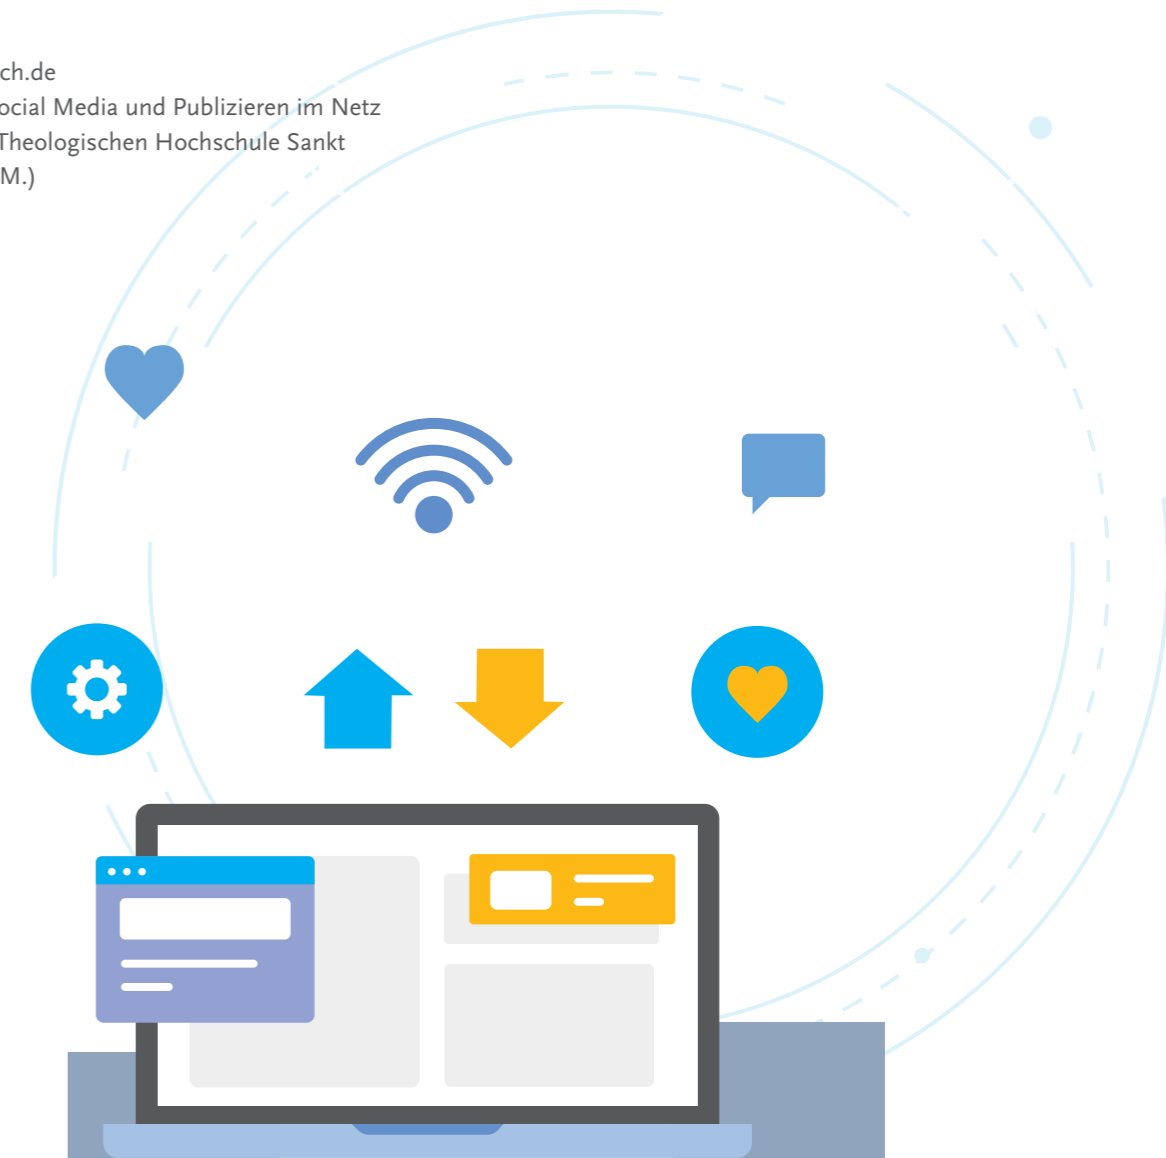 ch.de
ocial Media und Publizieren im Netz
Theologischen Hochschule Sankt
M.)